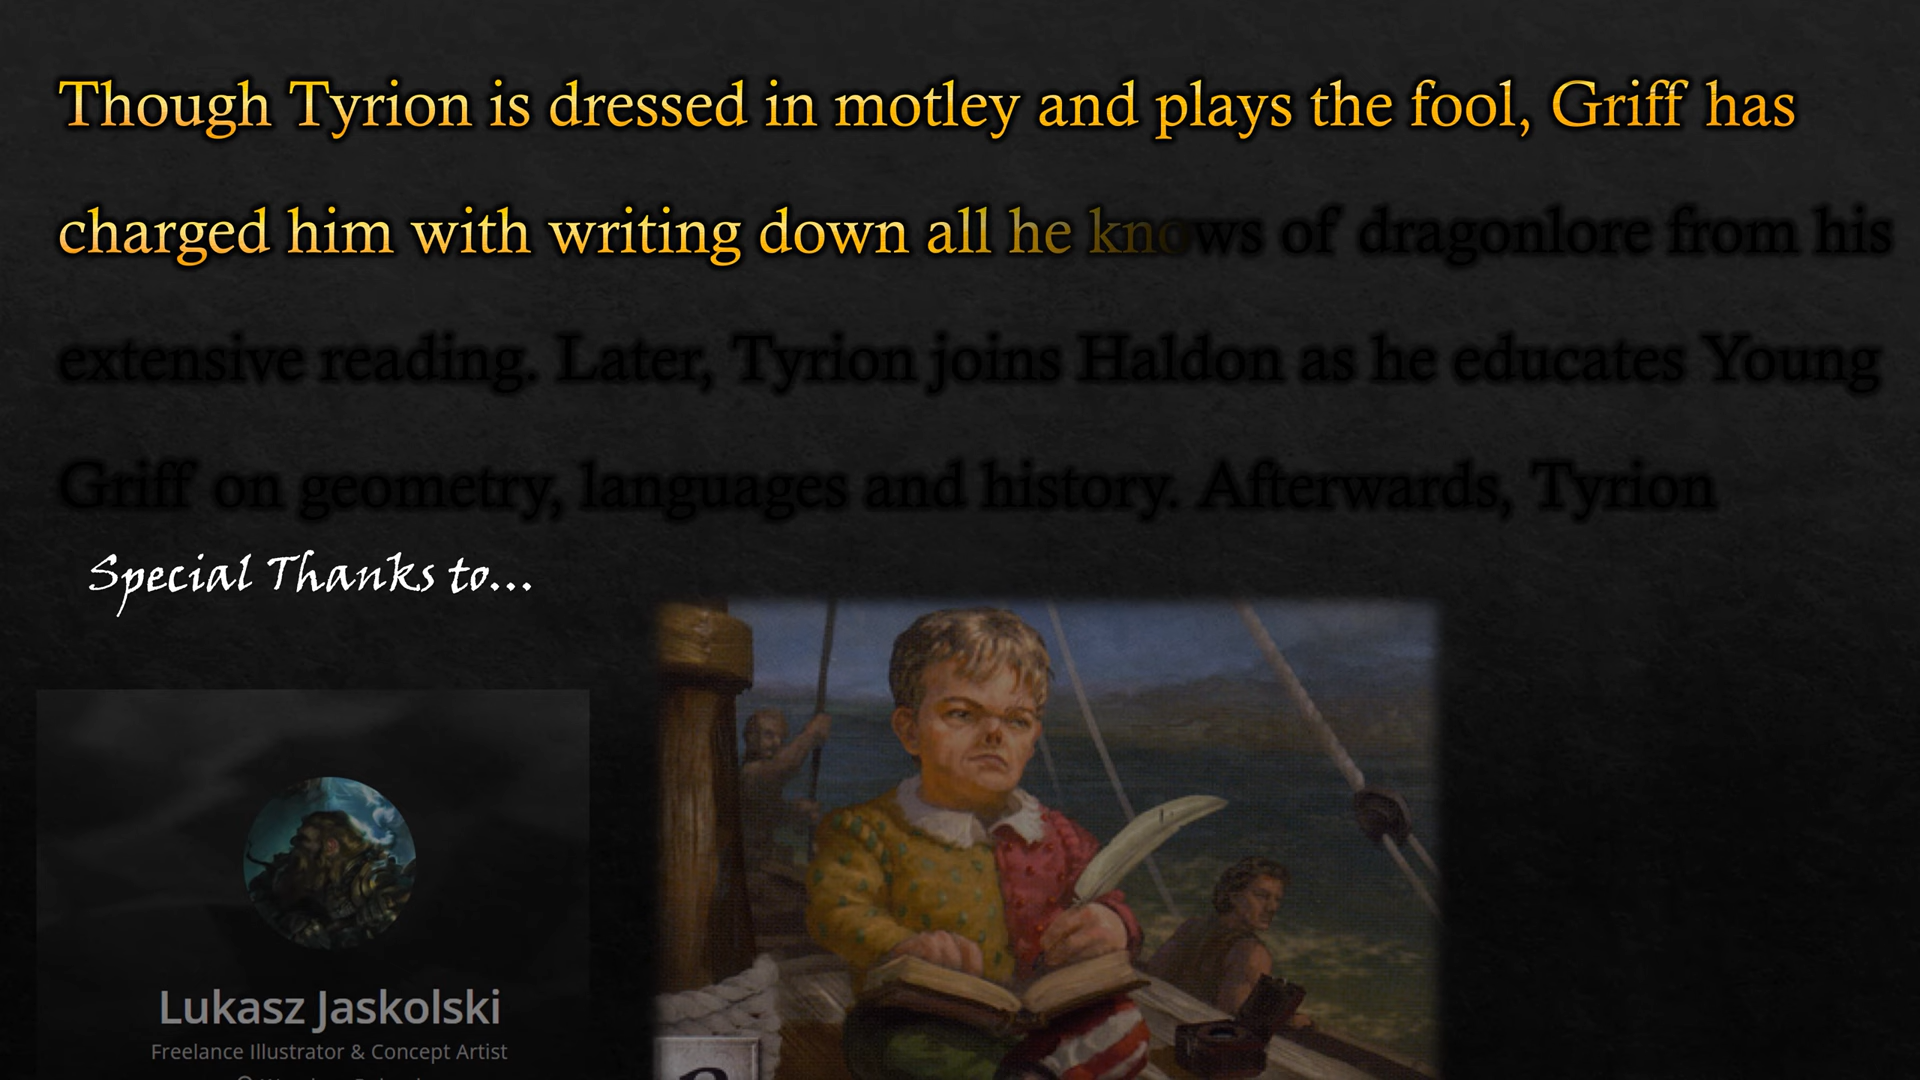 Though Tyrion is dressed in motley and plays the fool, Griff has
charged him with writing down all he knows of dragonlore from his
extensive reading. Later, Tyrion joins Haldon as he educates Young
Griff on geometry, languages and history. Afterwards, Tyrion
Special Thanks to...
Lukasz Jaskolski
Freelance Illustrator & Concept Artist